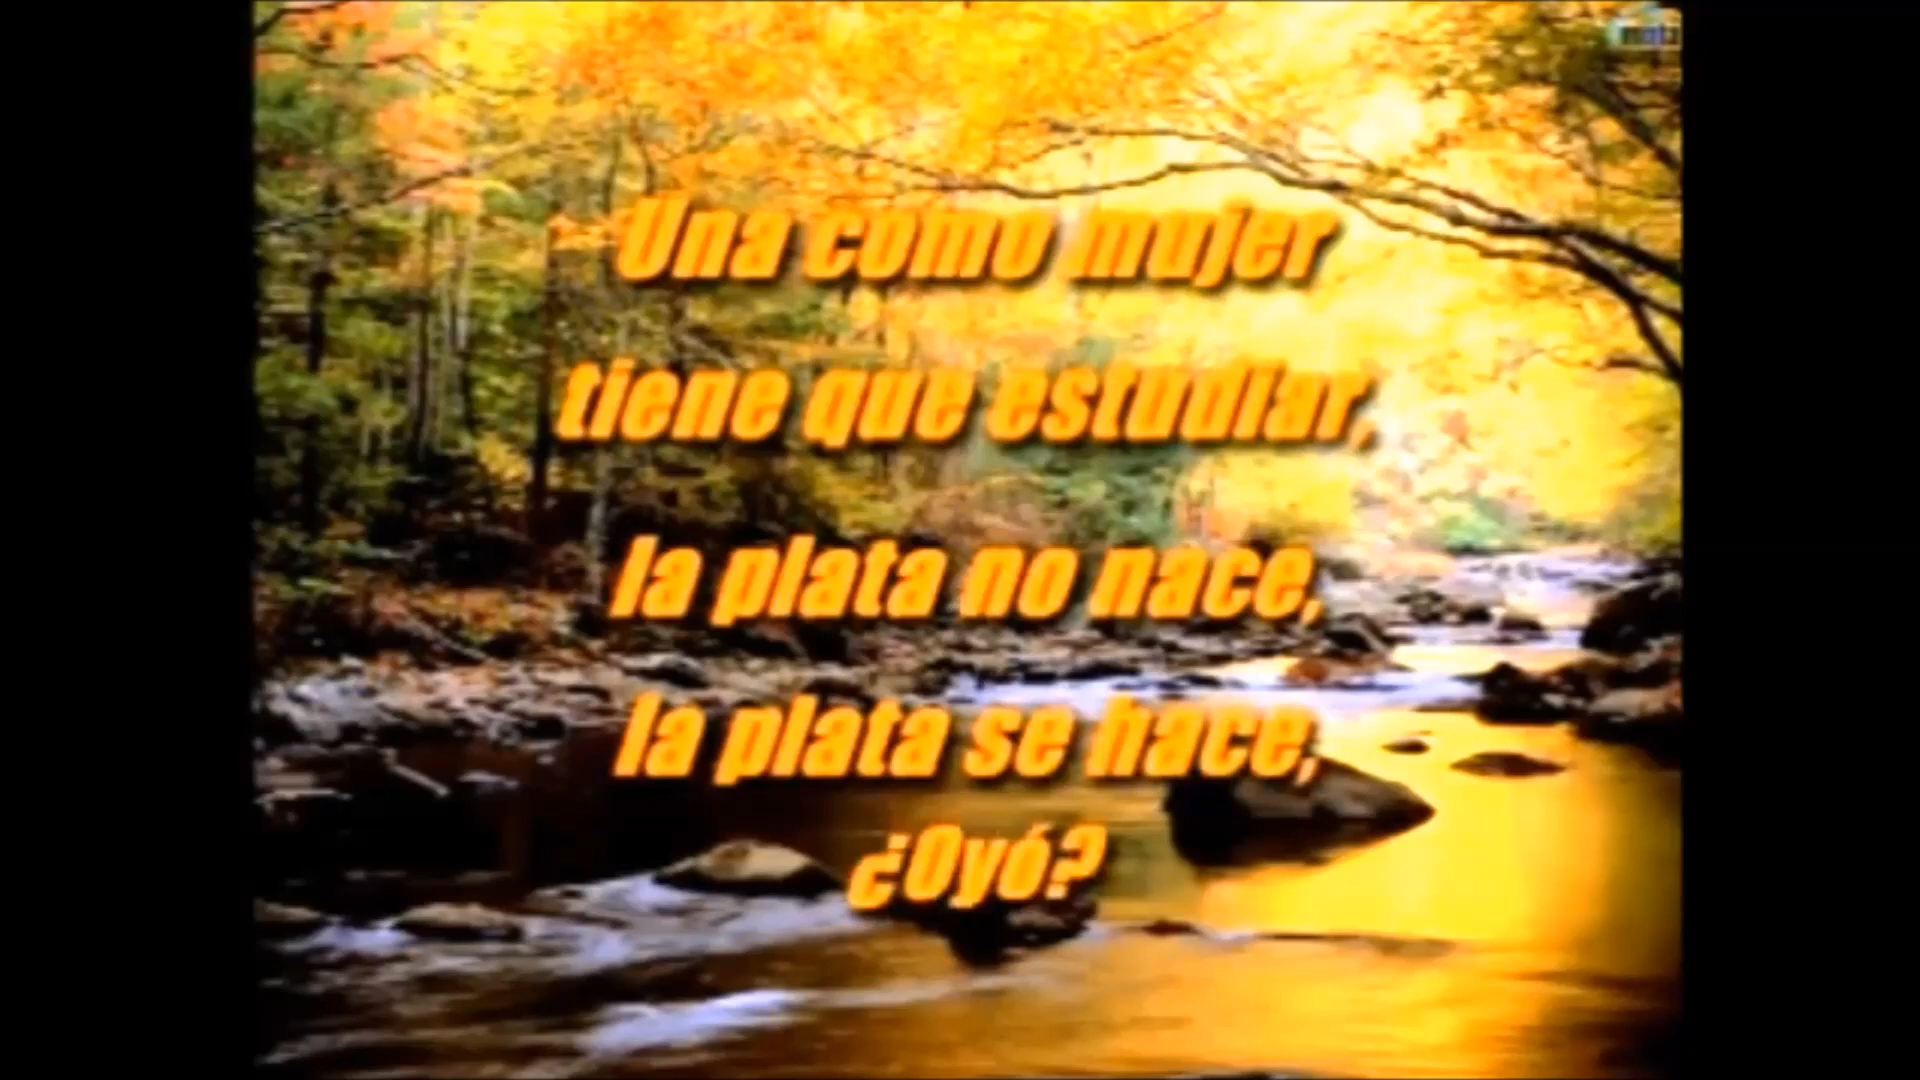 Una como mujer
tiene que estudiar,
la plata no nace,
la plata se hace,
¿Oyó?